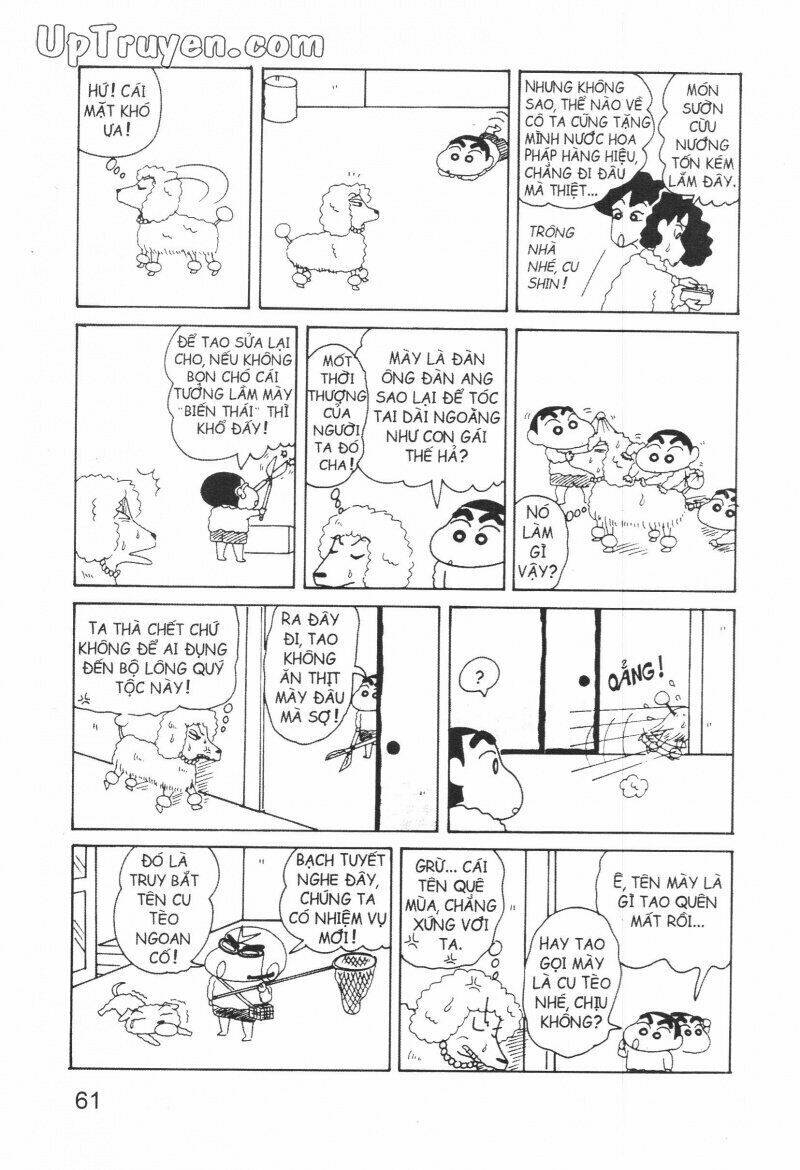 UpTruyen.com
MÓN
SƯỜN
CỪU
NƯỚNG
TỐN KÉM
LẮM ĐÂY.
NHƯNG KHÔNG
SAO, THỂ NÀO VỀ
CÔ TA CŨNG TẶNG
MÌNH NƯỚC HOA
PHÁP HÀNG HIỆU,
CHẲNG ĐI ĐÂU
MÀ THIỆT...
TRÔNG
NHÀ
NHÉ, CU
SHIN!
HỨ! CÁI
MẶT KHÓ
ƯA!
NÓ
LÀM
GÌ
VẬY?
MÀY LÀ ĐÀN
ÔNG ĐÀN ANG
SAO LẠI ĐỂ TÓC
TAI DÀI NGOẰNG
NHƯ CON GÁI
THẾ HẢ?
MỐT
THỜI
THƯỢNG
CỦA
NGƯỜI
TA ĐÓ
CHA!
ĐỂ TAO SỬA LẠI
CHO, NẾU KHÔNG
BỌN CHÓ CÁI
TƯỞNG LẦM MÀY
"BIẾN THÁI" THÌ
KHỔ ĐẤY!
QẲNG!
?
RA ĐÂY
ĐI, TAO
KHÔNG
ĂN THỊT
MÀY ĐÂU
MÀ SỢ!
TA THÀ CHẾT CHỨ
KHÔNG ĐỂ AI ĐỤNG
ĐẾN BỘ LÔNG QUÝ
TỘC NÀY!
Ê, TÊN MÀY LÀ
GÌ TAO QUÊN
MẤT RỒI...
HAY TAO
GỌI MÀY
LÀ CU TÈO
NHÉ, CHỊU
KHÔNG?
GRỪ... CÁI
TÊN QUÊ
MÙA, CHẲNG
XỨNG VỚI
TA.
BẠCH TUYẾT
NGHE ĐÂY,
CHÚNG TA
CÓ NHIỆM VỤ
MỚI!
ĐÓ LÀ
TRUY BẮT
TÊN CU
TÈO
NGOAN
CỐ!
61